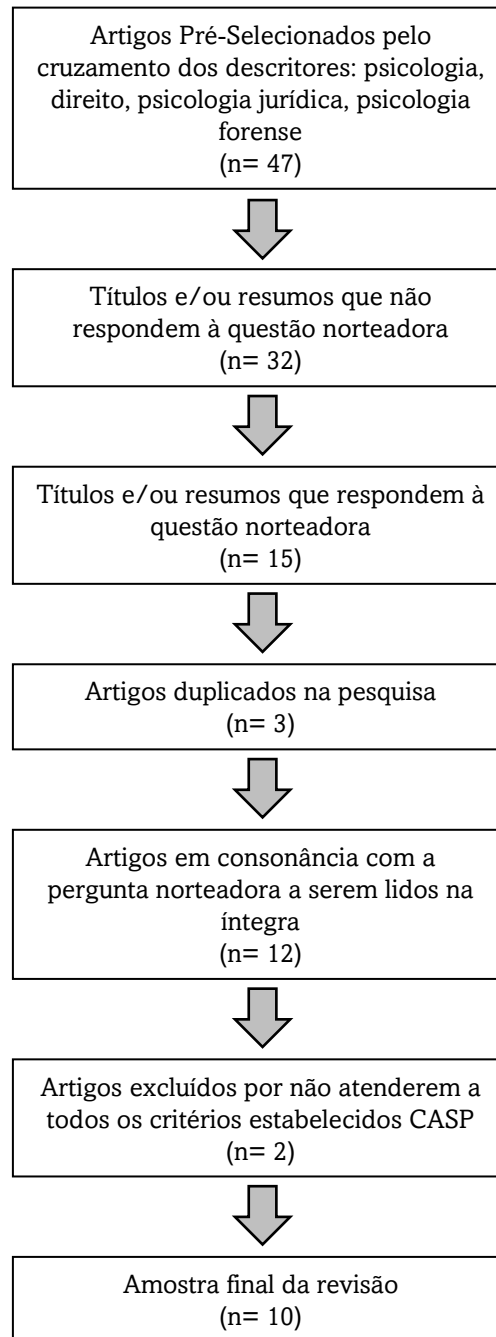 Artigos Pré-Selecionados pelo
cruzamento dos descritores: psicologia,
direito, psicologia jurídica, psicologia
forense
(n= 47)
Títulos e/ou resumos que não
respondem à questão norteadora
(n= 32)
Títulos e/ou resumos que respondem à
questão norteadora
(n= 15)
Artigos duplicados na pesquisa
(n= 3)
Artigos em consonância com a
pergunta norteadora a serem lidos na
íntegra
(n= 12)
Artigos excluídos por não atenderem a
todos os critérios estabelecidos CASP
(n= 2)
Amostra final da revisão
(n= 10)